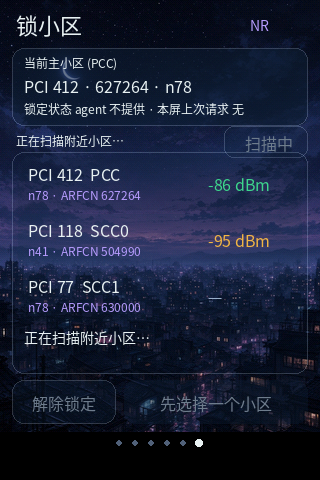 锁小区
NR
当前主小区 (PCC)
PCI 412 · 627264 · n78
锁定状态 agent 不提供 · 本屏上次请求 无
正在扫描附近小区…
扫描中
PCI 412 PCC
-86 dBm
n78 · ARFCN 627264
PCI 118 SCC0
-95 dBm
n41 · ARFCN 504990
PCI 77 SCC1
—
n78 · ARFCN 630000
正在扫描附近小区…
解除锁定
先选择一个小区